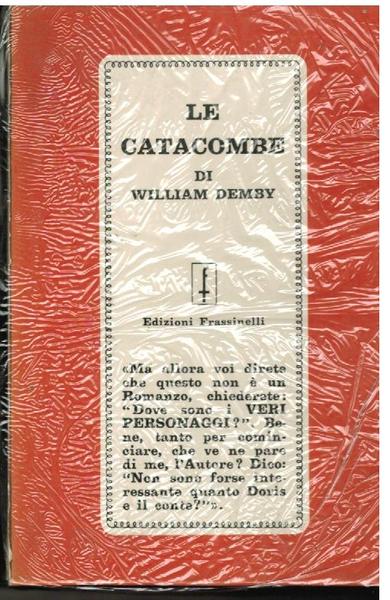 LE
CATACOMBE
DI
WILLIAM DEMBY
f
Edizioni Frassinelli
«Ma allora voi direte
che questo non è un
Romanzo, chiederete:
"Dove sono i VERI
PERSONAGGI?". Be-
ne, tanto per comin-
ciare, che ve ne pare
di me, l'Autore? Dico:
"Non sono forse inte-
ressante quanto Doris
e il conte?"».